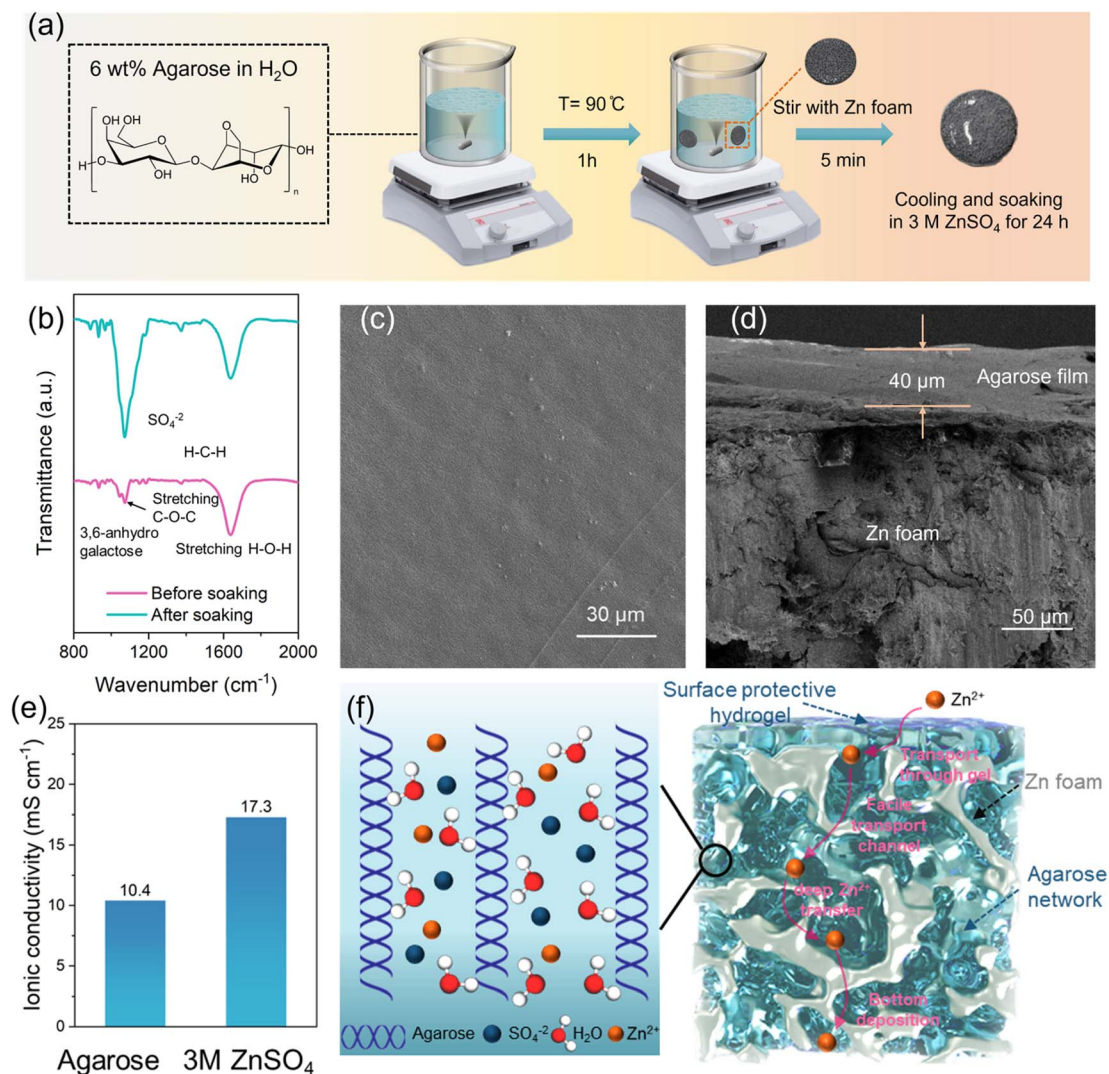 (a)
6 wt% Agarose in H₂O
OH
OH
O
O
OH
H
O
O
O
OH
OH
O
n
T= 90 ℃
1h
Stir with Zn foam
5 min
Cooling and soaking
in 3 M ZnSO₄ for 24 h
(b)
Transmittance (a.u.)
SO₄⁻²
H-C-H
Stretching
C-O-C
3,6-anhydro
galactose
Stretching H-O-H
Before soaking
After soaking
800 1200 1600 2000
Wavenumber (cm⁻¹)
(c)
30 μm
(d)
40 μm
Agarose film
Zn foam
50 μm
(e)
Ionic conductivity (mS cm⁻¹)
25
20
15
10
5
0
10.4
17.3
Agarose 3M ZnSO₄
(f)
Agarose SO₄⁻² H₂O Zn²⁺
Surface protective
hydrogel
Zn²⁺
Transport
through gel
Zn foam
Facile
transport
channel
Agarose
network
deep Zn²⁺
transfer
Bottom
deposition